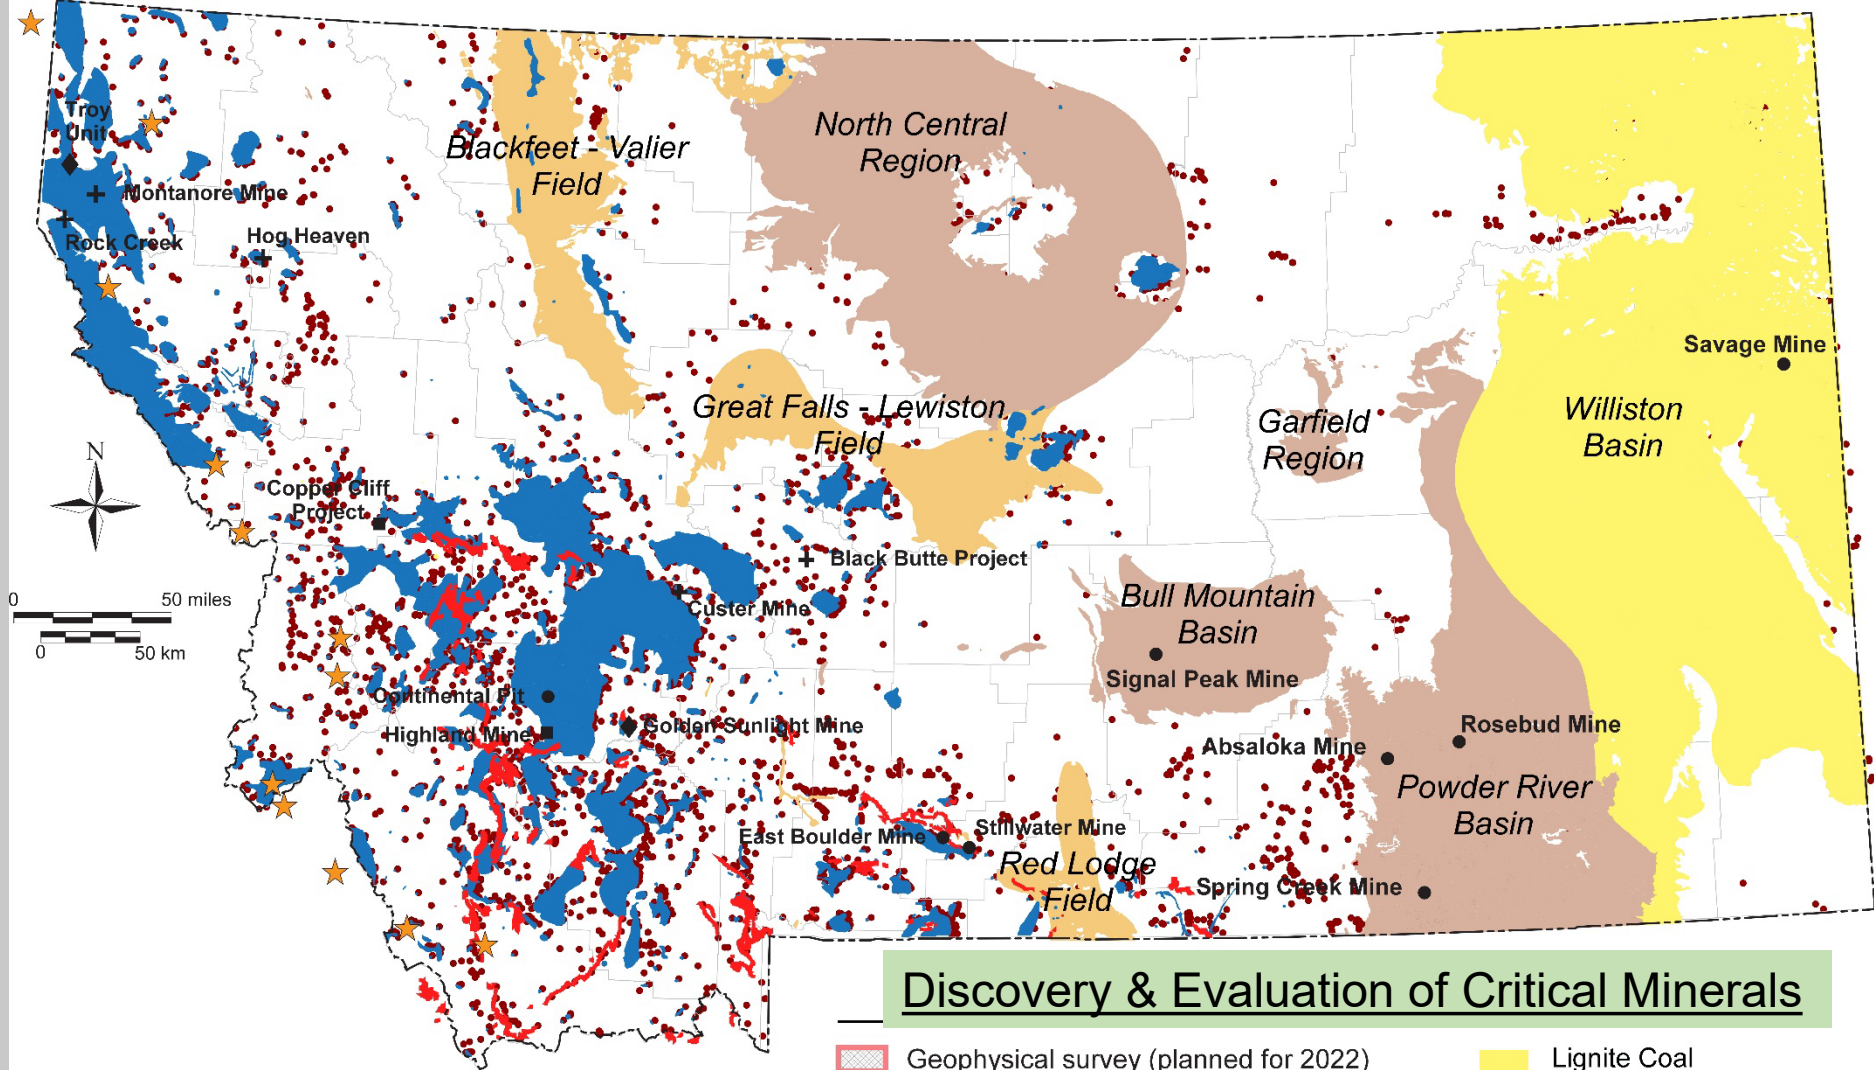 Troy
Unit
Montanore Mine
Rock Creek
Hog Heaven
Blackfeet - Valier
Field
North Central
Region
Savage Mine
Great Falls - Lewiston
Field
Garfield
Region
Williston
Basin
N
Copper Cliff
Project
0 50 miles
0 50 km
Black Butte Project
Custer Mine
Bull Mountain
Basin
Signal Peak Mine
Continental Pit
Highland Mine
Golden Sunlight Mine
Absaloka Mine
Rosebud Mine
Powder River
Basin
East Boulder Mine
Stillwater Mine
Red Lodge
Field
Spring Creek Mine
Discovery & Evaluation of Critical Minerals
Geophysical survey (planned for 2022)
Lignite Coal